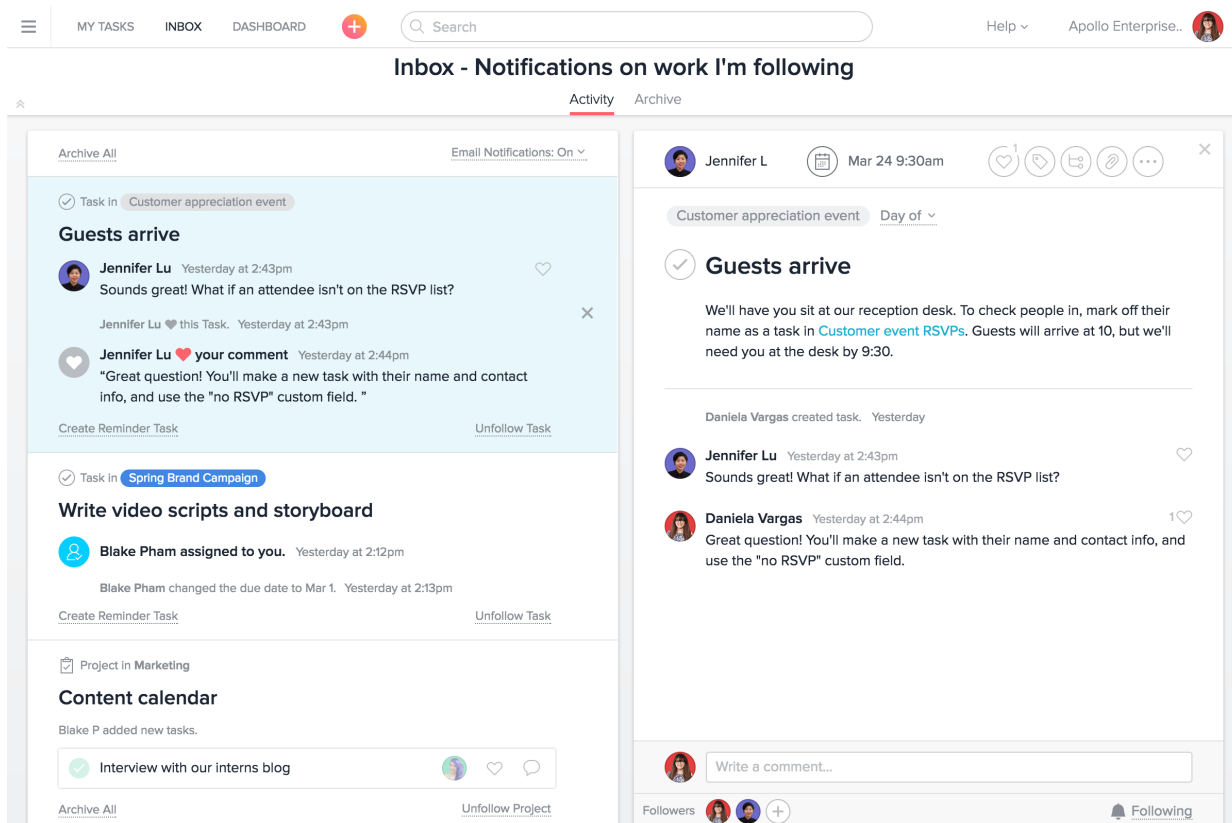 MY TASKS INBOX DASHBOARD + Search Help Apollo Enterprise..
Inbox - Notifications on work I'm following
Activity Archive
Archive All Email Notifications: On
Task in Customer appreciation event
Guests arrive
Jennifer Lu Yesterday at 2:43pm
Sounds great! What if an attendee isn't on the RSVP list?
Jennifer Lu ♥ this Task. Yesterday at 2:43pm
Jennifer Lu ♥ your comment Yesterday at 2:44pm
“Great question! You'll make a new task with their name and contact
info, and use the "no RSVP" custom field. ”
Create Reminder Task Unfollow Task
Task in Spring Brand Campaign
Write video scripts and storyboard
Blake Pham assigned to you. Yesterday at 2:12pm
Blake Pham changed the due date to Mar 1. Yesterday at 2:13pm
Create Reminder Task Unfollow Task
Project in Marketing
Content calendar
Blake P added new tasks.
Interview with our interns blog
Archive All Unfollow Project
Jennifer L Mar 24 9:30am 1
Customer appreciation event Day of
Guests arrive
We'll have you sit at our reception desk. To check people in, mark off their
name as a task in Customer event RSVPs. Guests will arrive at 10, but we'll
need you at the desk by 9:30.
Daniela Vargas created task. Yesterday
Jennifer Lu Yesterday at 2:43pm
Sounds great! What if an attendee isn't on the RSVP list?
Daniela Vargas Yesterday at 2:44pm 1
Great question! You'll make a new task with their name and contact info, and
use the "no RSVP" custom field.
Write a comment...
Followers Following